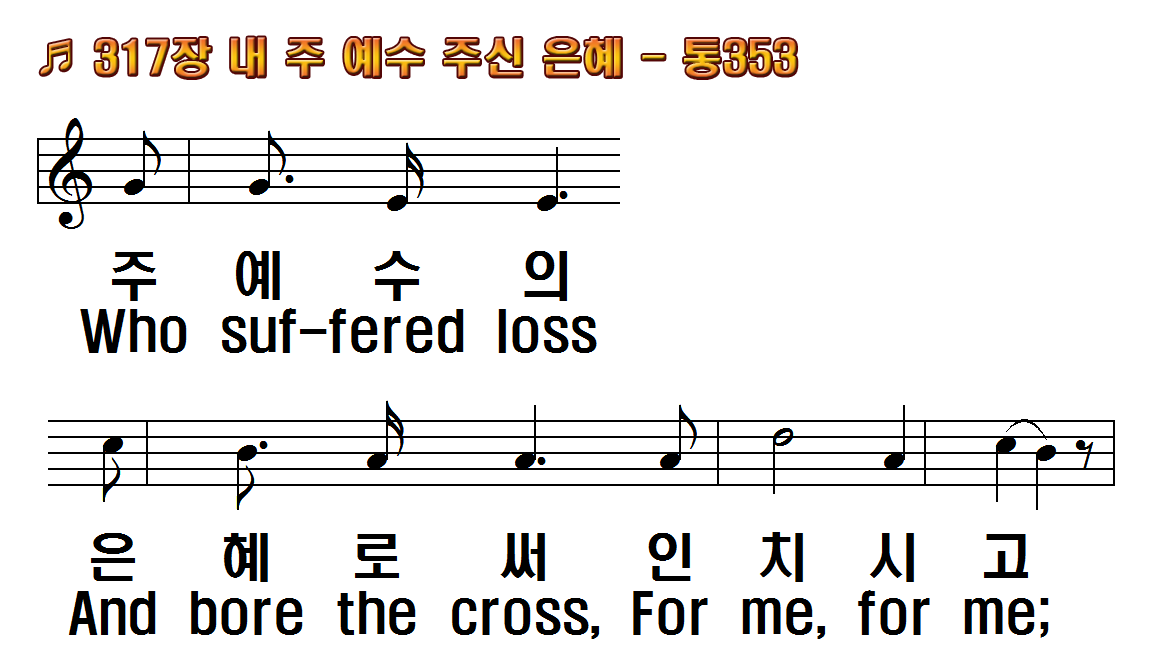 ♬ 317장 내 주 예수 주신 은혜 - 통353
주 예 수 의
Who suf-fered loss
은 혜 로 써 인 치 시 고
And bore the cross, For me, for me;